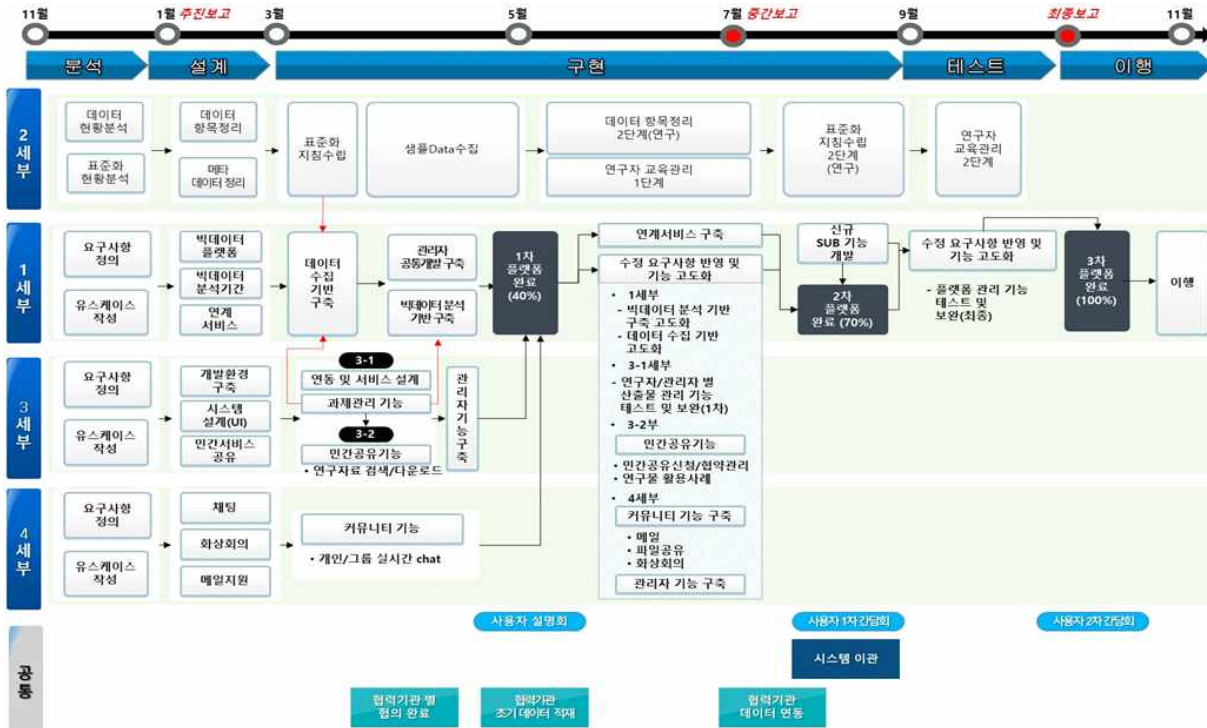 11월
1월 추진보고
3월
5월
7월 중간보고
9월
최종보고
11월
분석
설계
구현
테스트
이행
2
세
부
데이터
현황분석
표준화
현황분석
데이터
항목정리
메타
데이터 정리
표준화
지침수립
샘플Data수집
데이터 항목정리
2단계(연구)
연구자 교육관리
1단계
표준화
지침수립
2단계
(연구)
연구자
교육관리
2단계
1
세
부
요구사항
정의
유스케이스
작성
빅데이터
플랫폼
빅데이터
분석기간
연계
서비스
데이터
수집
기반
구축
관리자
공통개발 구축
빅데이터 분석
기반 구축
1차
플랫폼
완료
(40%)
연계서비스 구축
수정 요구사항 반영 및
기능 고도화
• 1세부
- 빅데이터 분석 기반
구축 고도화
- 데이터 수집 기반
고도화
• 3-1세부
- 연구자/관리자 별
산출물 관리 기능
테스트 및 보완(1차)
• 3-2부
민간공유기능
• 민간공유신청/협약관리
• 연구물 활용사례
• 4세부
커뮤니티 기능 구축
• 메일
• 파일공유
• 화상회의
관리자 기능 구축
신규
SUB 기능
개발
2차
플랫폼
완료 (70%)
수정 요구사항 반영 및
기능 고도화
- 플랫폼 관리 기능
테스트 및
보완(최종)
3차
플랫폼
완료
(100%)
이행
3
세
부
요구사항
정의
유스케이스
작성
개발환경
구축
시스템
설계(UI)
민간서비스
공유
3-1
연동 및 서비스 설계
과제관리 기능
3-2
민간공유기능
• 연구자료 검색/다운로드
관
리
자
기
능
구
축
4
세
부
요구사항
정의
유스케이스
작성
채팅
화상회의
메일지원
커뮤니티 기능
• 개인/그룹 실시간 chat
공
통
사용자 설명회
사용자 1차 간담회
사용자 2차 간담회
시스템 이관
협력기관 별
협의 완료
협력기관
초기 데이터 적재
협력기관
데이터 연동